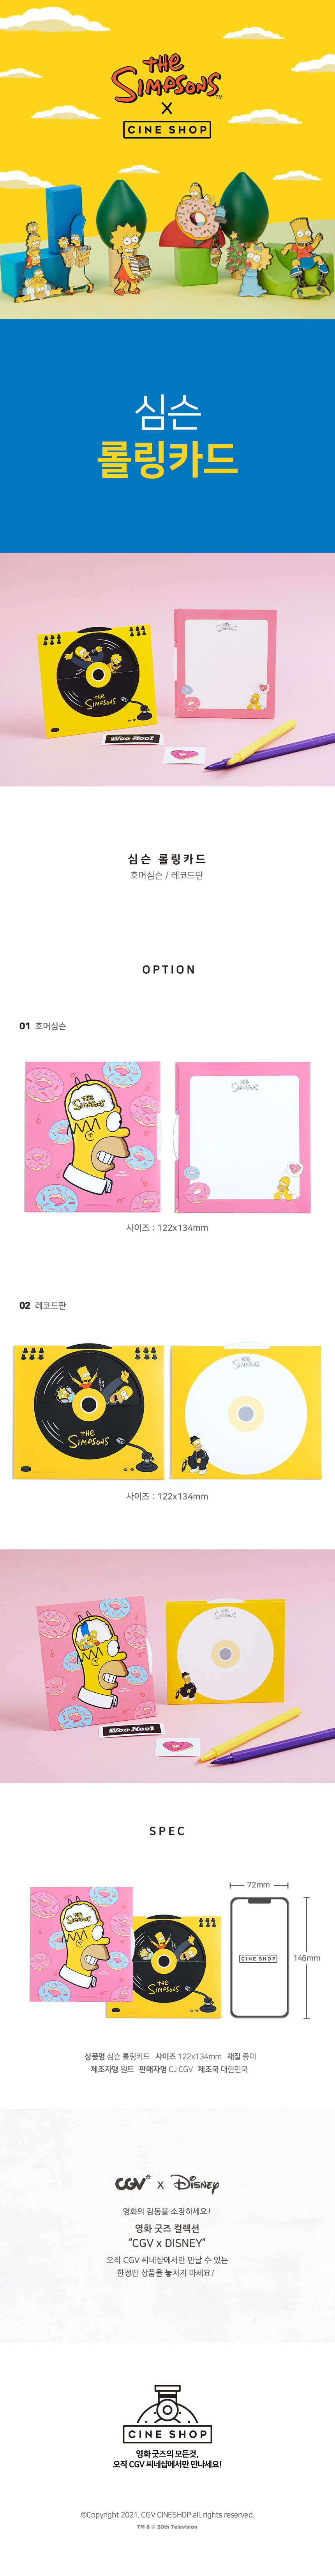 THE
SIMPSONS
TM
X
CINE SHOP
심슨
롤링카드
THE
SIMPSONS
THE
SIMPSONS
Woo Hoo!
심슨 롤링카드
호머심슨 / 레코드판
OPTION
01 호머심슨
THE
SIMPSONS
THE
SIMPSONS
사이즈 : 122x134mm
02 레코드판
THE
SIMPSONS
THE
SIMPSONS
사이즈 : 122x134mm
THE
SIMPSONS
Woo Hoo!
SPEC
72mm
THE
SIMPSONS
THE
SIMPSONS
CINE SHOP
146mm
상품명 심슨 롤링카드 사이즈 122x134mm 재질 종이
제조자명 원트 판매자명 CJ CGV 제조국 대한민국
CGV X DISNEY
영화의 감동을 소장하세요!
영화 굿즈 컬렉션
"CGV x DISNEY"
오직 CGV 씨네샵에서만 만날 수 있는
한정판 상품을 놓치지 마세요!
CINE SHOP
영화 굿즈의 모든것,
오직 CGV 씨네샵에서만 만나세요!
©Copyright 2021. CGV CINESHOP all. rights reserved.
TM & © 20th Television